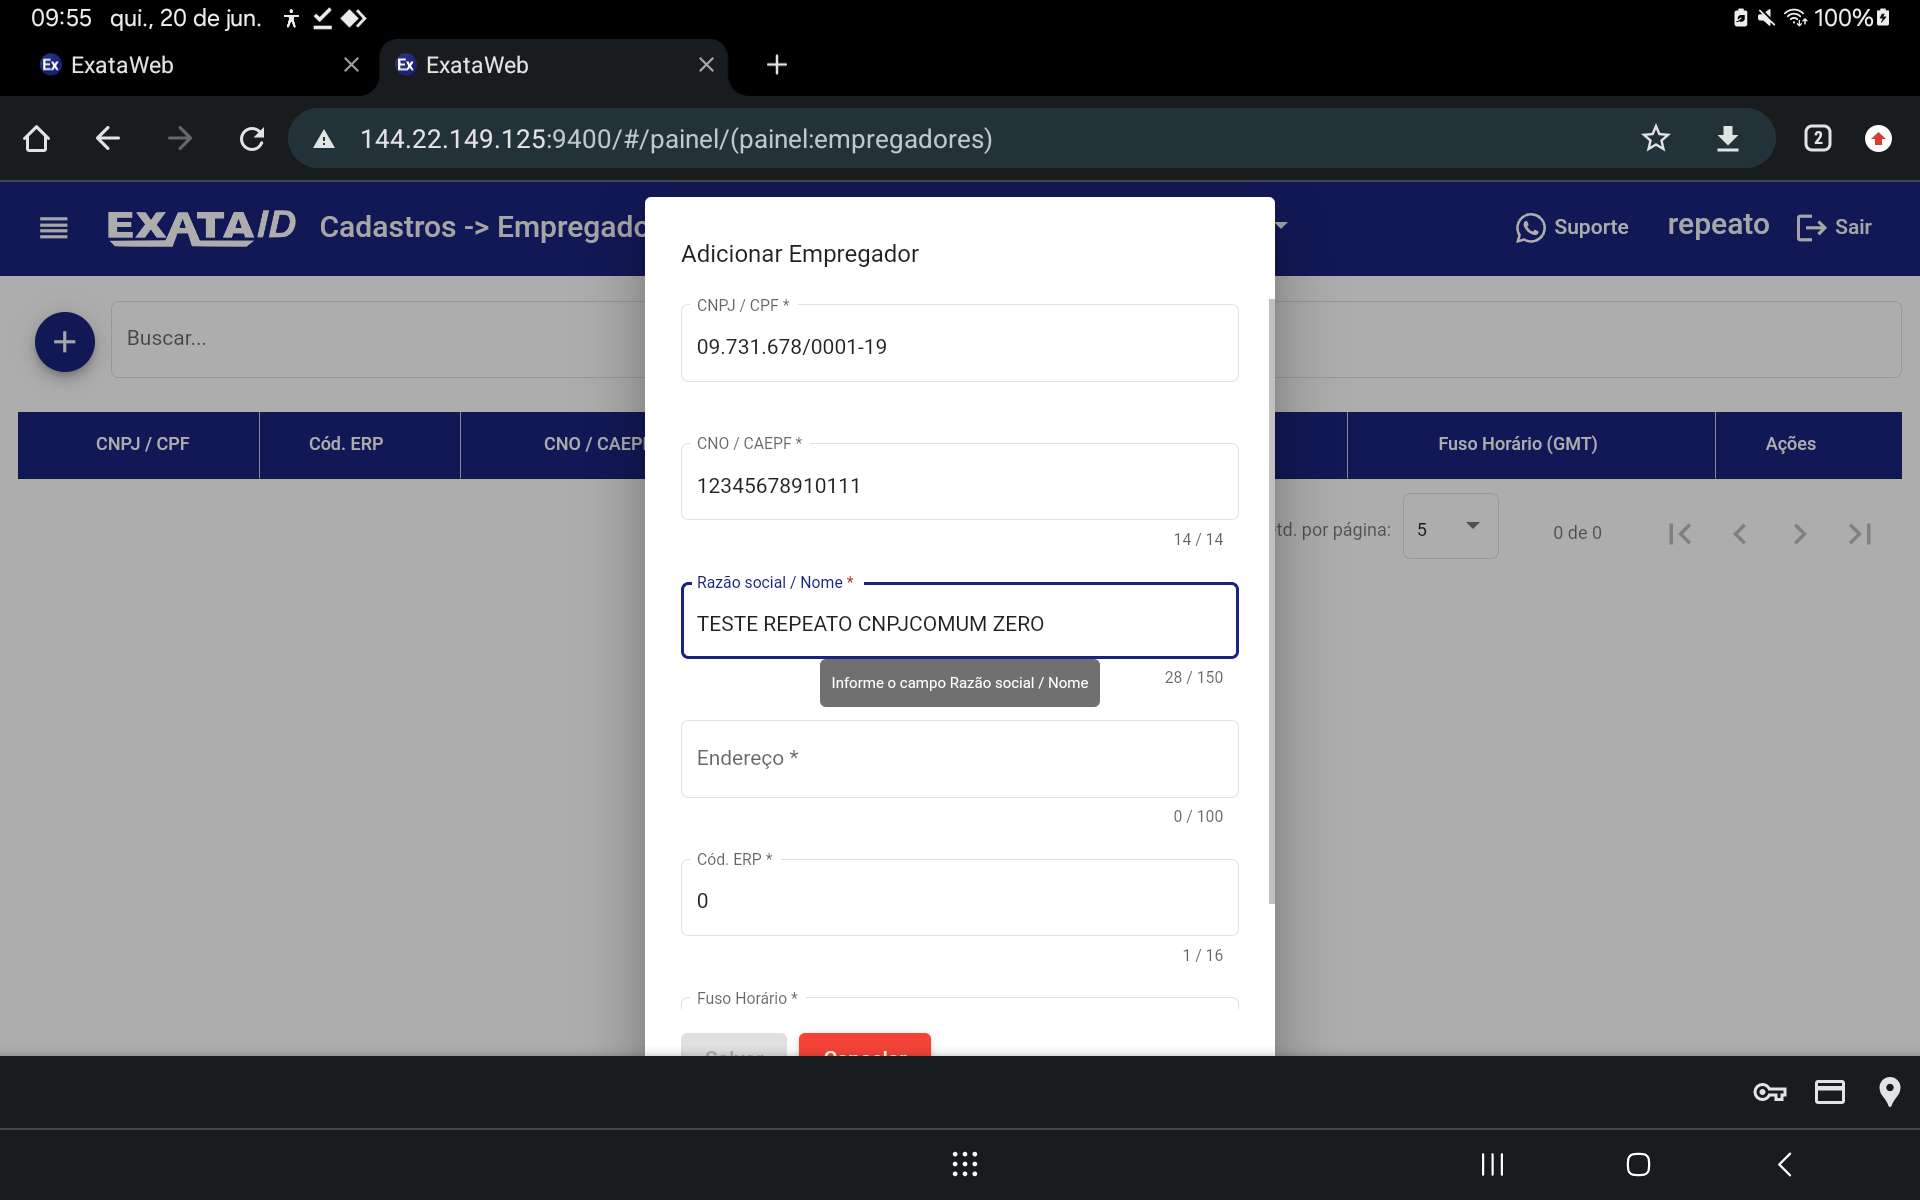 09:55 qui., 20 de jun. 100%
Ex ExataWeb Ex ExataWeb
144.22.149.125:9400/#/painel/(painel:empregadores) 2
EXATA/D Cadastros -> Empregado Suporte repeato Sair
Adicionar Empregador
CNPJ / CPF *
09.731.678/0001-19
Buscar...
CNPJ / CPF Cód. ERP CNO / CAEPF Fuso Horário (GMT) Ações
CNO / CAEPF *
12345678910111
14 / 14
td. por página: 5 0 de 0
Razão social / Nome *
TESTE REPEATO CNPJCOMUM ZERO
28 / 150
Informe o campo Razão social / Nome
Endereço *
0 / 100
Cód. ERP *
0
1 / 16
Fuso Horário *
Salvar Cancelar